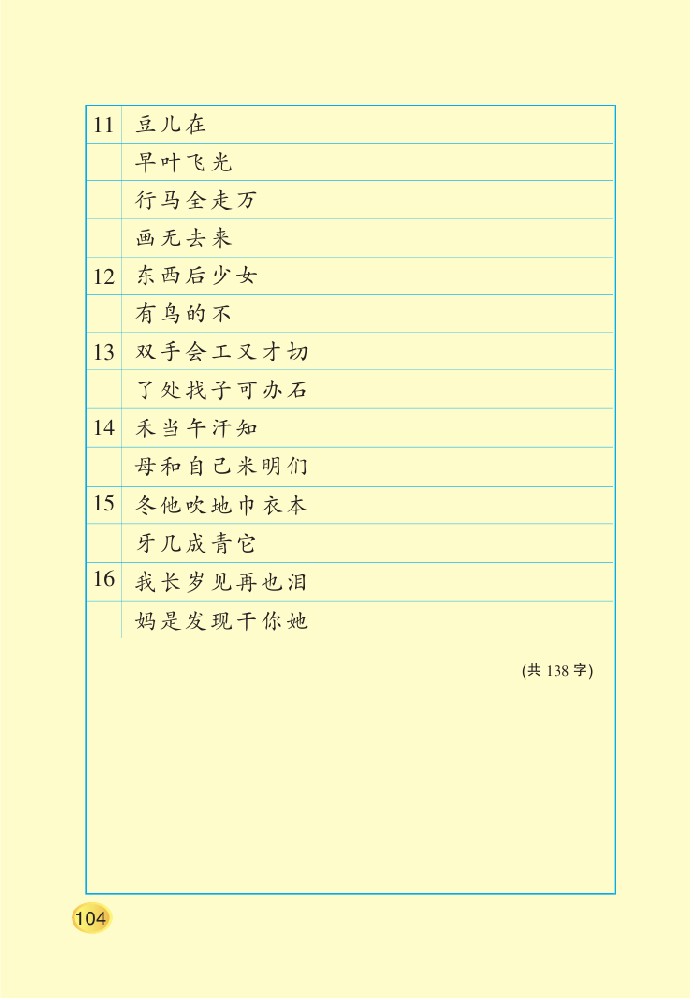 11 豆儿在
早叶飞光
行马全走万
画无去来
12 东西后少女
有鸟的不
13 双手会工又才切
了处找子可办石
14 禾当午汗知
母和自己米明们
15 冬他吹地巾衣本
牙几成青它
16 我长岁见再也泪
妈是发现干你她
(共 138 字)
104